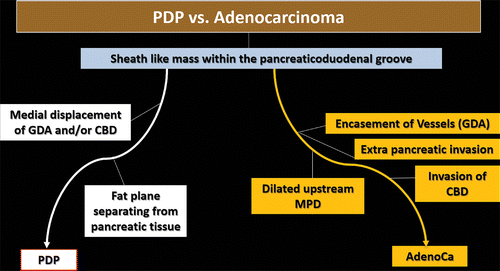 PDP vs. Adenocarcinoma
Sheath like mass within the pancreaticoduodenal groove
Medial displacement
of GDA and/or CBD
Fat plane
separating from
pancreatic tissue
PDP
Encasement of Vessels (GDA)
Extra pancreatic invasion
Dilated upstream
MPD
Invasion of
CBD
AdenoCa